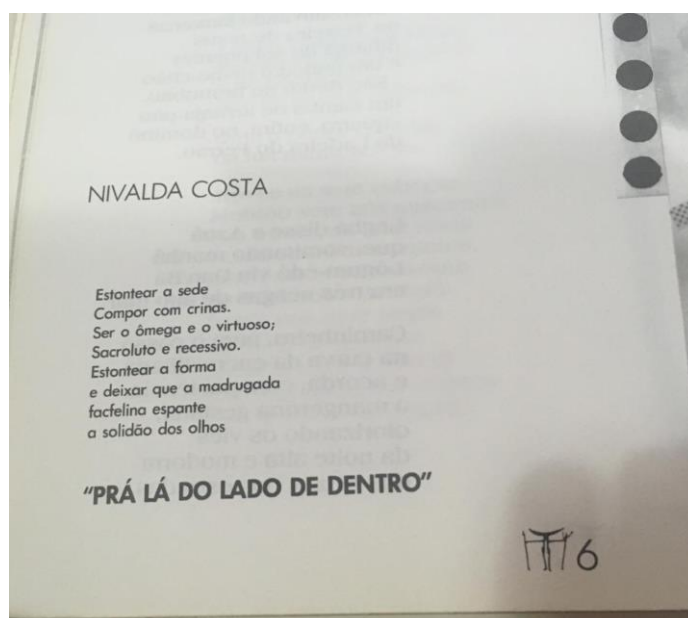 NIVALDA COSTA
Estontear a sede
Compor com crinas.
Ser o ômega e o virtuoso;
Sacroluto e recessivo.
Estontear a forma
e deixar que a madrugada
facfelina espante
a solidão dos olhos
"PRÁ LÁ DO LADO DE DENTRO"
6